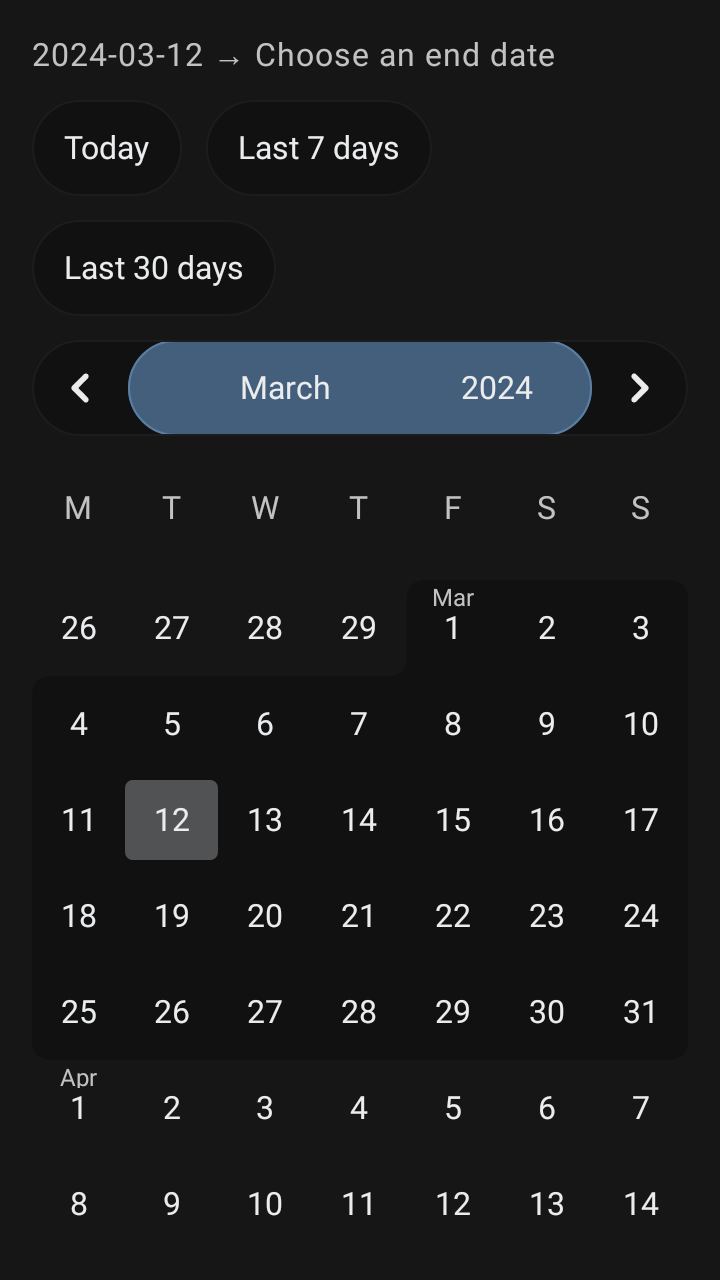 2024-03-12 → Choose an end date
Today Last 7 days
Last 30 days
March 2024
M T W T F S S
Mar
26 27 28 29 1 2 3
4 5 6 7 8 9 10
11 12 13 14 15 16 17
18 19 20 21 22 23 24
25 26 27 28 29 30 31
Apr
1 2 3 4 5 6 7
8 9 10 11 12 13 14